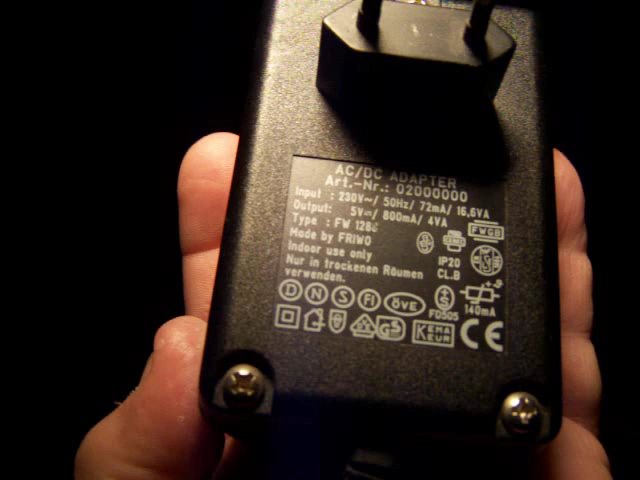 AC/DC ADAPTER
Art.-Nr.: 02000000
Input : 230V~/ 50Hz/ 72mA/ 16,6VA
Output: 5V⎓/ 800mA/ 4VA
Type : FW 1288
Made by FRIWO
FWGB
Indoor use only
IP20
Nur in trockenen Räumen
CL.B
verwenden.
D N S FI ÖVE
FD505
140mA
GS
KEMA
KEUR
CE